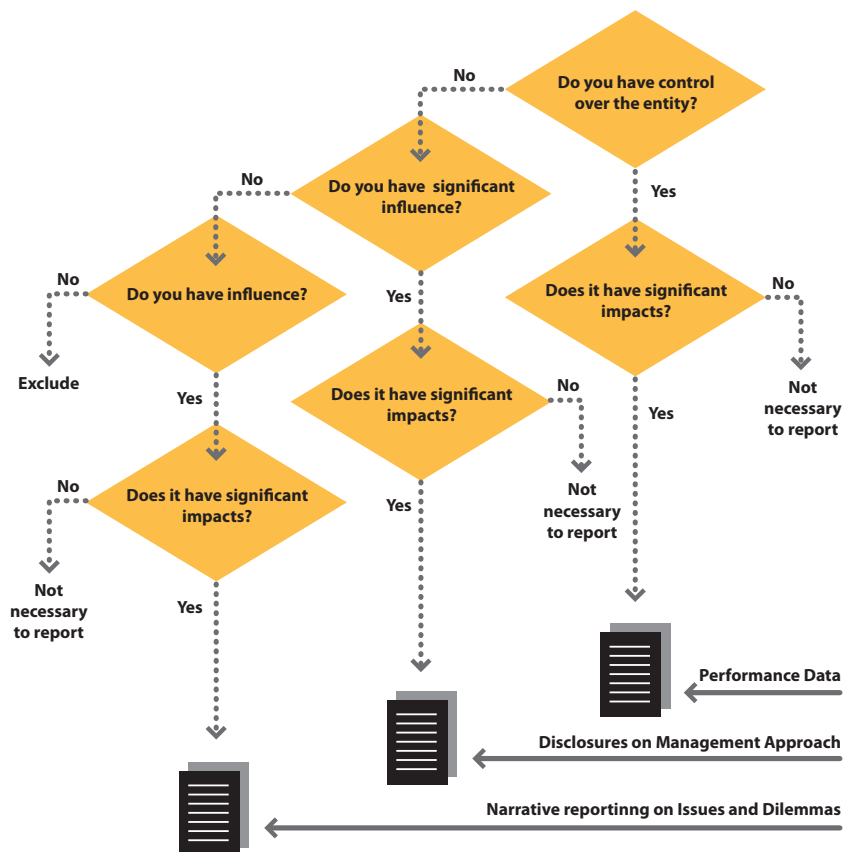 Do you have control
over the entity?
No
Do you have significant
influence?
No
Yes
Do you have influence?
No
Exclude
Yes
Does it have significant
impacts?
No
Not
necessary
to report
Yes
Does it have significant
impacts?
No
Not
necessary
to report
Yes
Yes
Does it have significant
impacts?
No
Not
necessary
to report
Yes
Performance Data
Disclosures on Management Approach
Narrative reportinng on Issues and Dilemmas